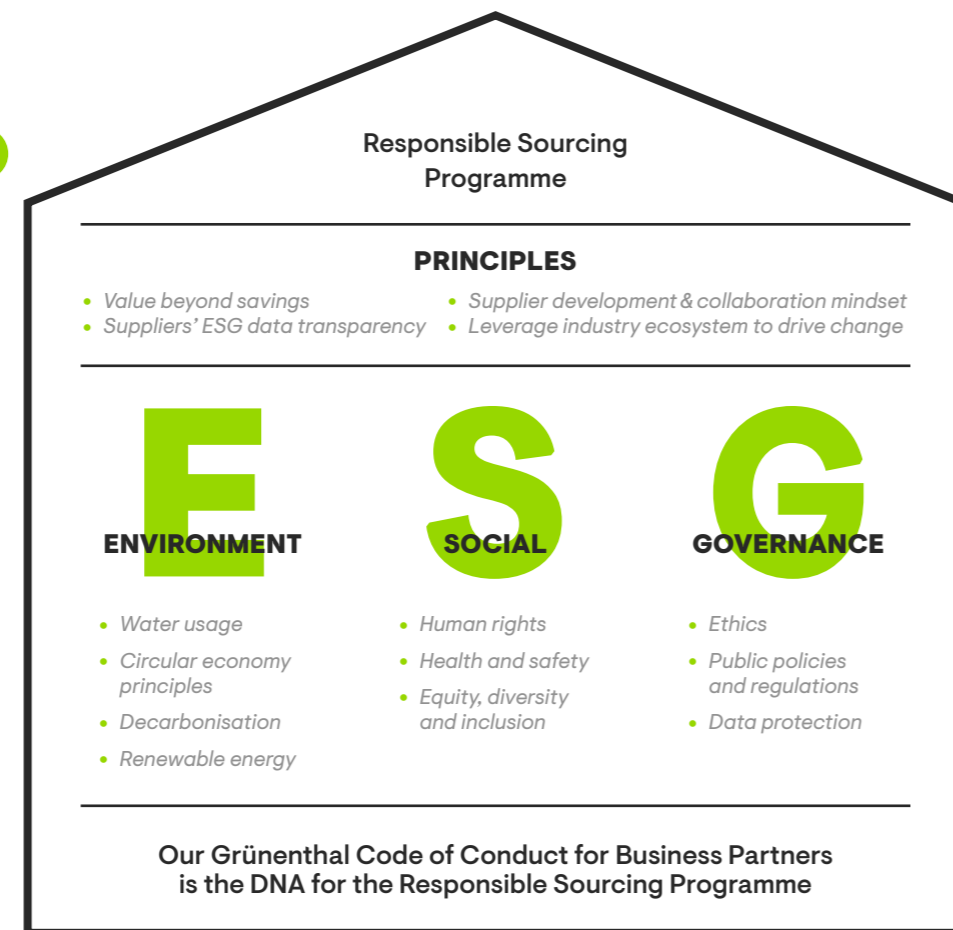 Responsible Sourcing
Programme
PRINCIPLES
• Value beyond savings
• Suppliers’ ESG data transparency
• Supplier development & collaboration mindset
• Leverage industry ecosystem to drive change
E
ENVIRONMENT
• Water usage
• Circular economy
principles
• Decarbonisation
• Renewable energy
S
SOCIAL
• Human rights
• Health and safety
• Equity, diversity
and inclusion
G
GOVERNANCE
• Ethics
• Public policies
and regulations
• Data protection
Our Grünenthal Code of Conduct for Business Partners
is the DNA for the Responsible Sourcing Programme